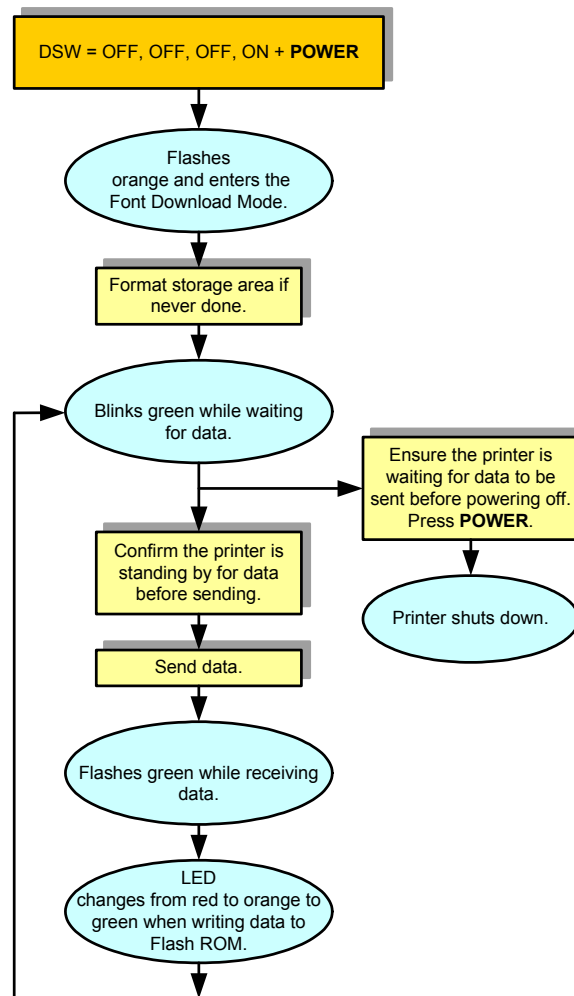 DSW = OFF, OFF, OFF, ON + POWER
Flashes
orange and enters the
Font Download Mode.
Format storage area if
never done.
Blinks green while waiting
for data.
Ensure the printer is
waiting for data to be
sent before powering off.
Press POWER.
Confirm the printer is
standing by for data
before sending.
Printer shuts down.
Send data.
Flashes green while receiving
data.
LED
changes from red to orange to
green when writing data to
Flash ROM.